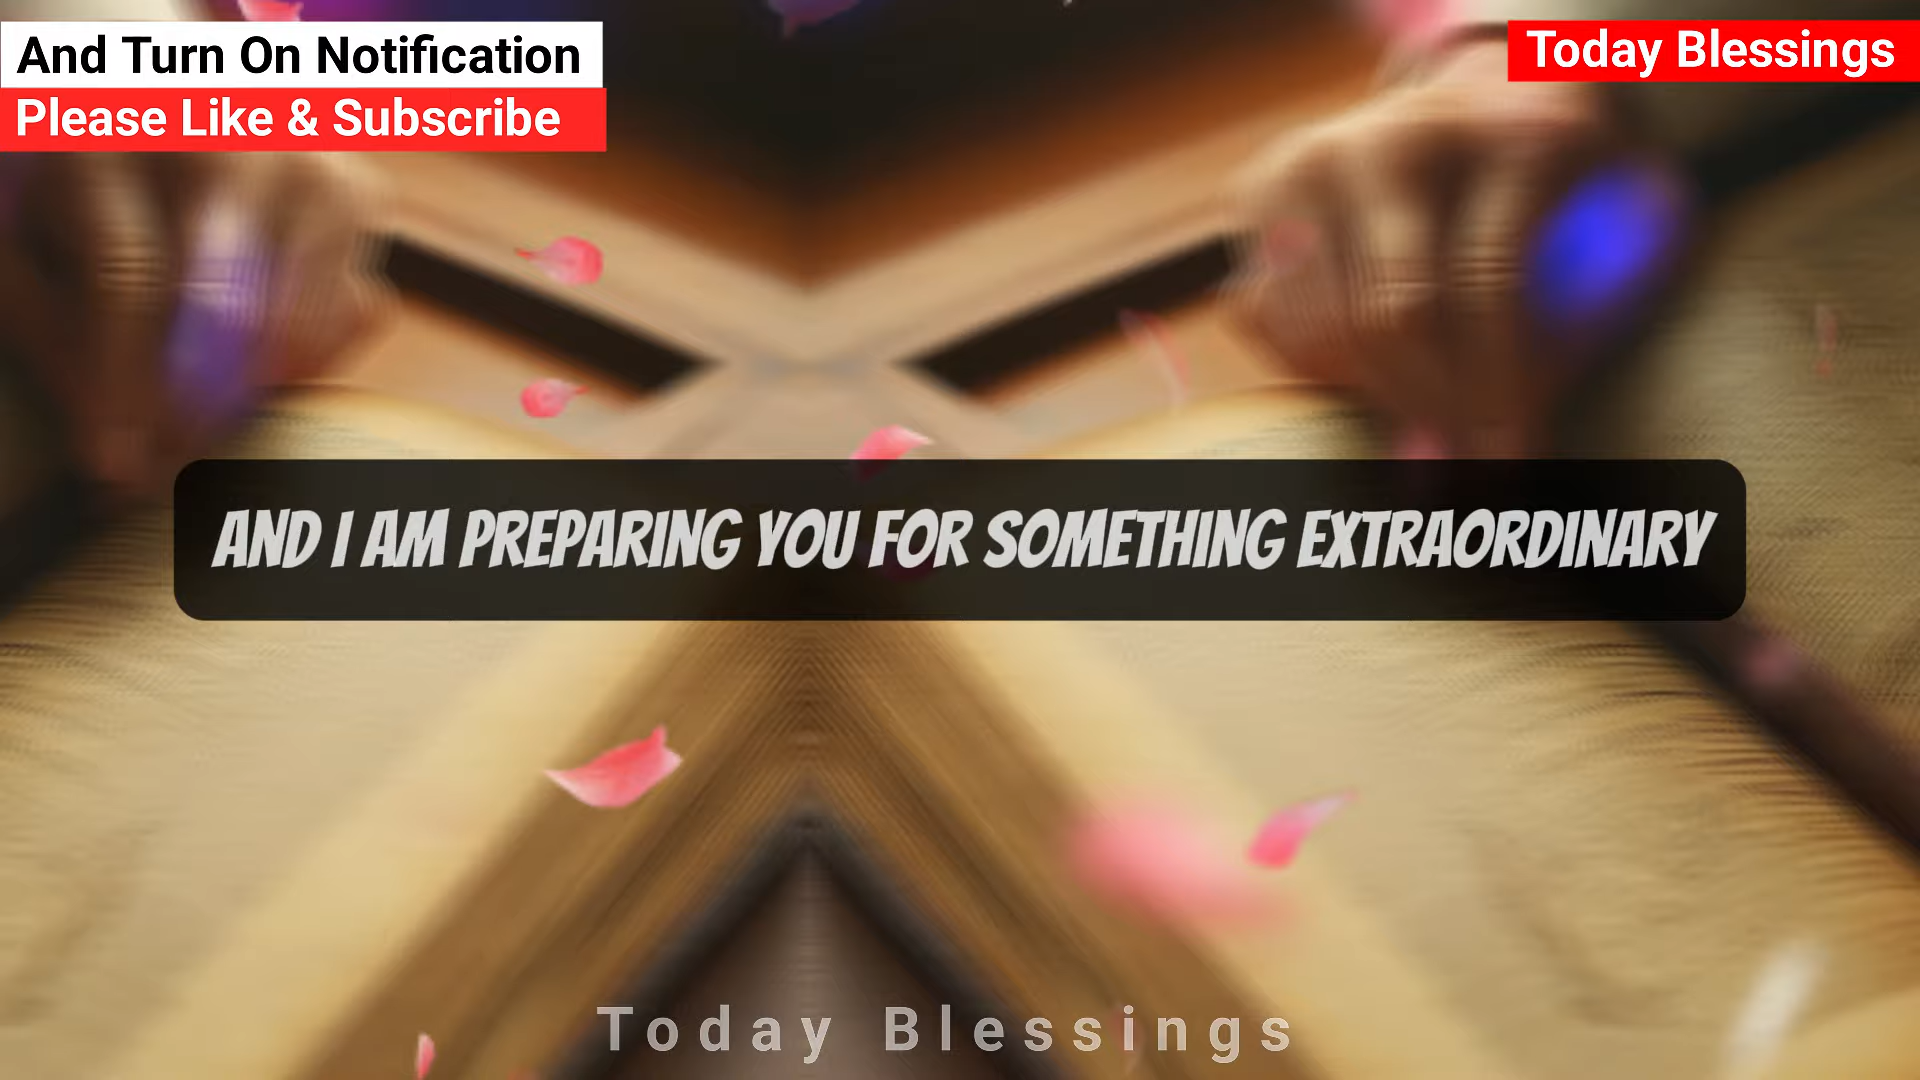 And Turn On Notification
Please Like & Subscribe
Today Blessings
AND I AM PREPARING YOU FOR SOMETHING EXTRAORDINARY
Today Blessings